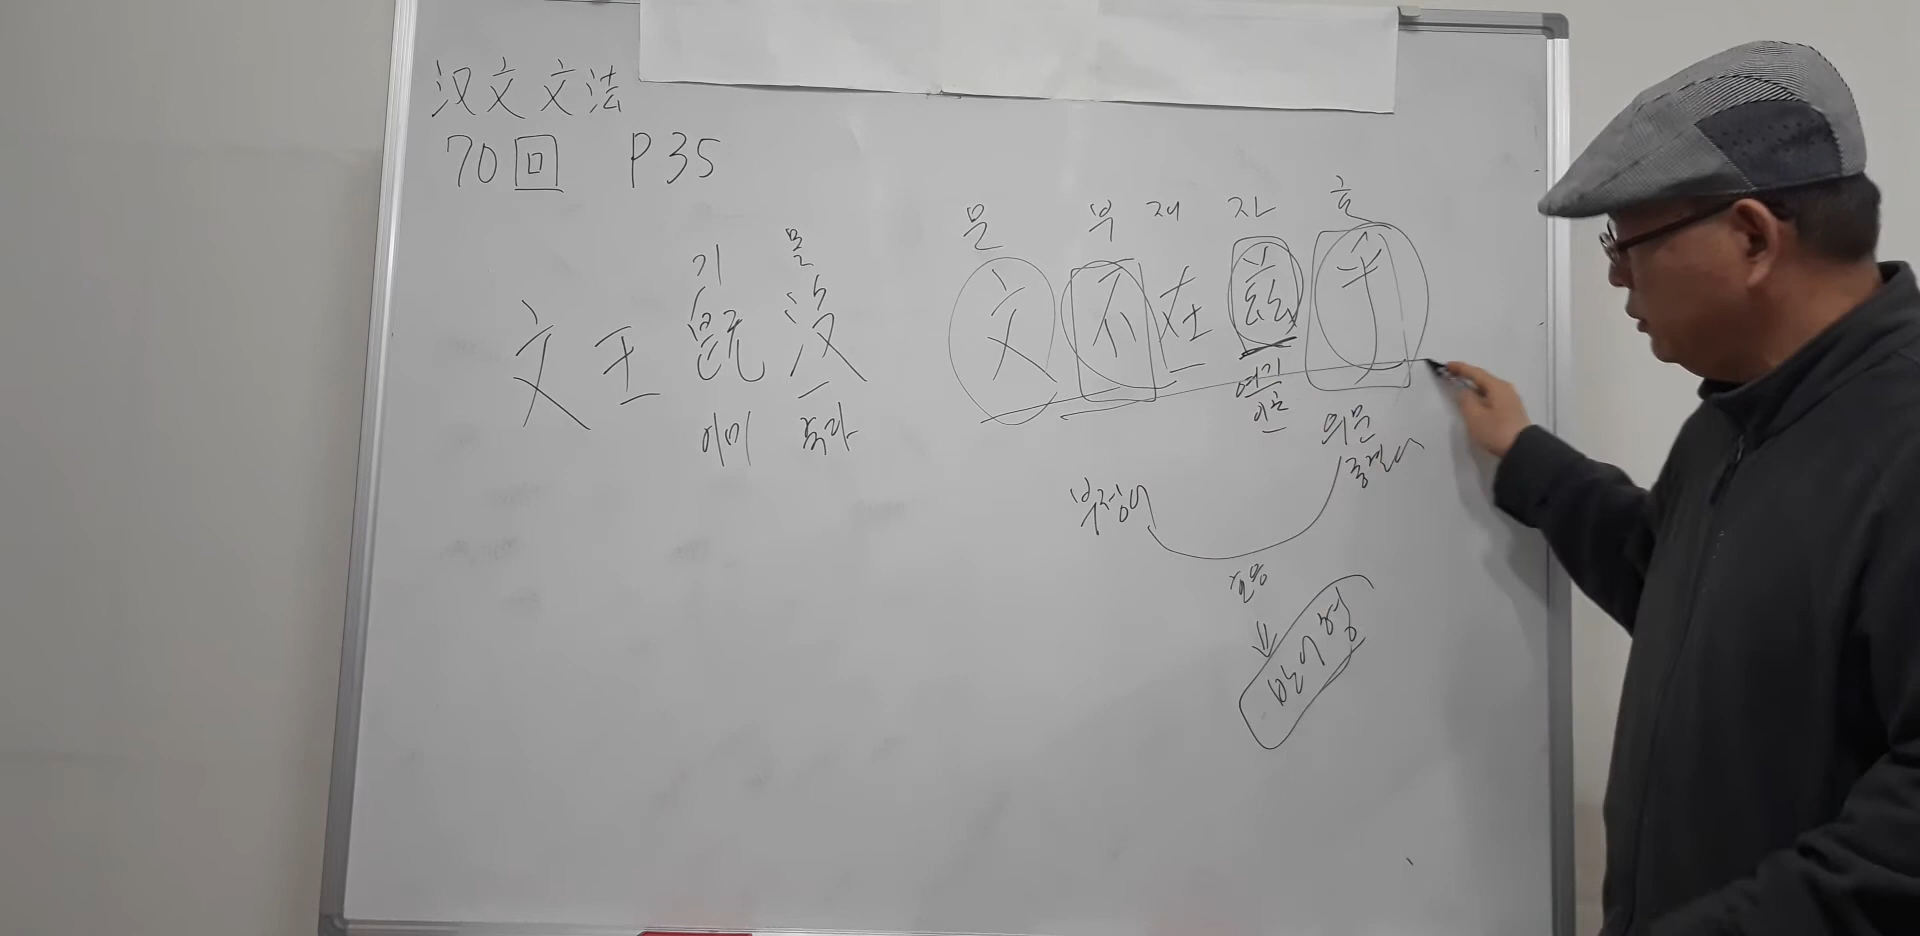 汉文文法
70回 P35
기 몰
文王旣没
이미 죽다
문 부 재 자 호
文不在茲乎
여기
이곳
의문
종결사
부정어
호응
반어형